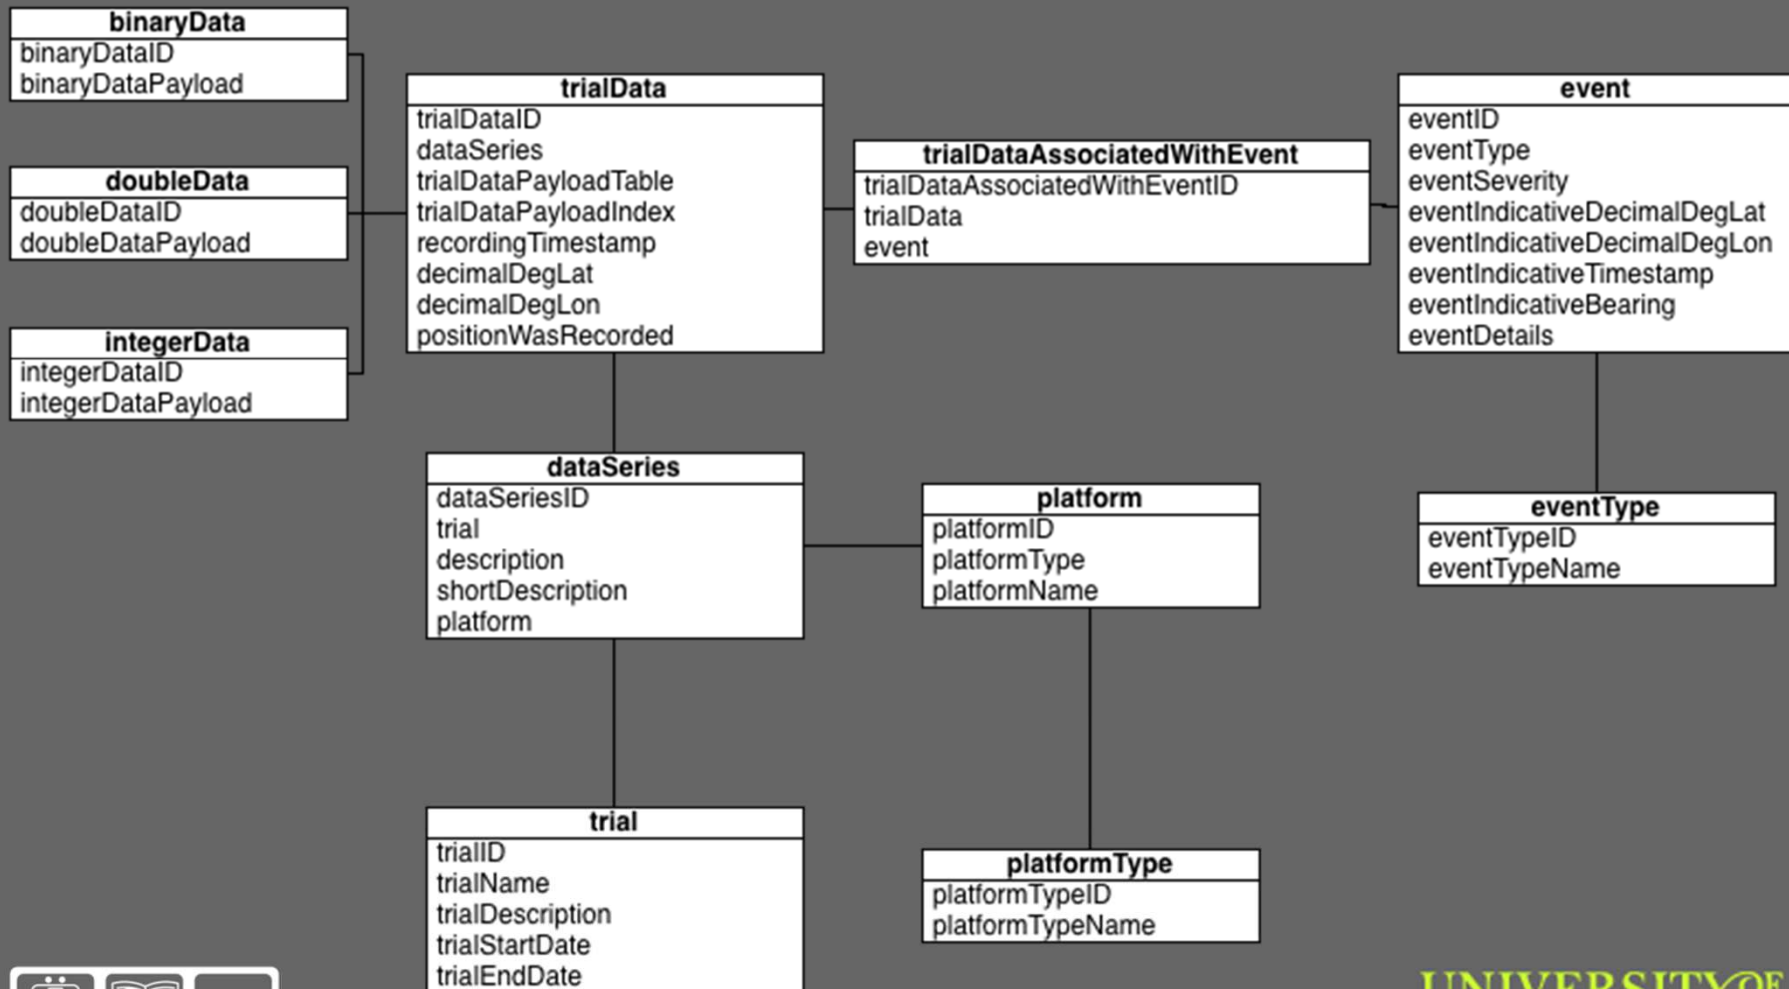 binaryData
binaryDataID
binaryDataPayload
doubleData
doubleDataID
doubleDataPayload
integerData
integerDataID
integerDataPayload
trialData
trialDataID
dataSeries
trialDataPayloadTable
trialDataPayloadIndex
recordingTimestamp
decimalDegLat
decimalDegLon
positionWasRecorded
trialDataAssociatedWithEvent
trialDataAssociatedWithEventID
trialData
event
event
eventID
eventType
eventSeverity
eventIndicativeDecimalDegLat
eventIndicativeDecimalDegLon
eventIndicativeTimestamp
eventIndicativeBearing
eventDetails
dataSeries
dataSeriesID
trial
description
shortDescription
platform
platform
platformID
platformType
platformName
eventType
eventTypeID
eventTypeName
trial
trialID
trialName
trialDescription
trialStartDate
trialEndDate
platformType
platformTypeID
platformTypeName
UNIVERSITY OF